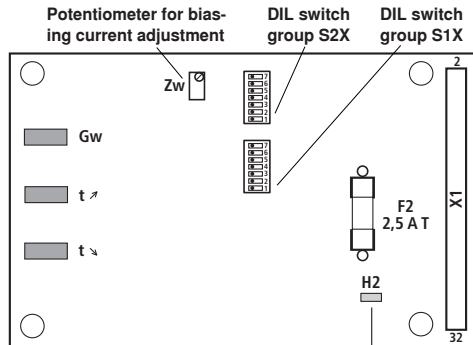 Potentiometer for bias-
ing current adjustment
DIL switch
group S2X
DIL switch
group S1X
Zw
7
6
5
4
3
2
1
7
6
5
4
3
2
1
2
Gw
t ↗
X1
F2
2,5 A T
t ↘
H2
32